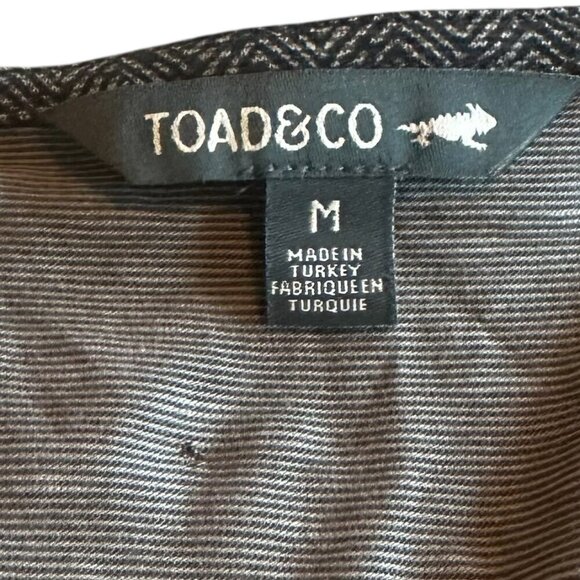 TOAD&CO
M
MADE IN
TURKEY
FABRIQUE EN
TURQUIE